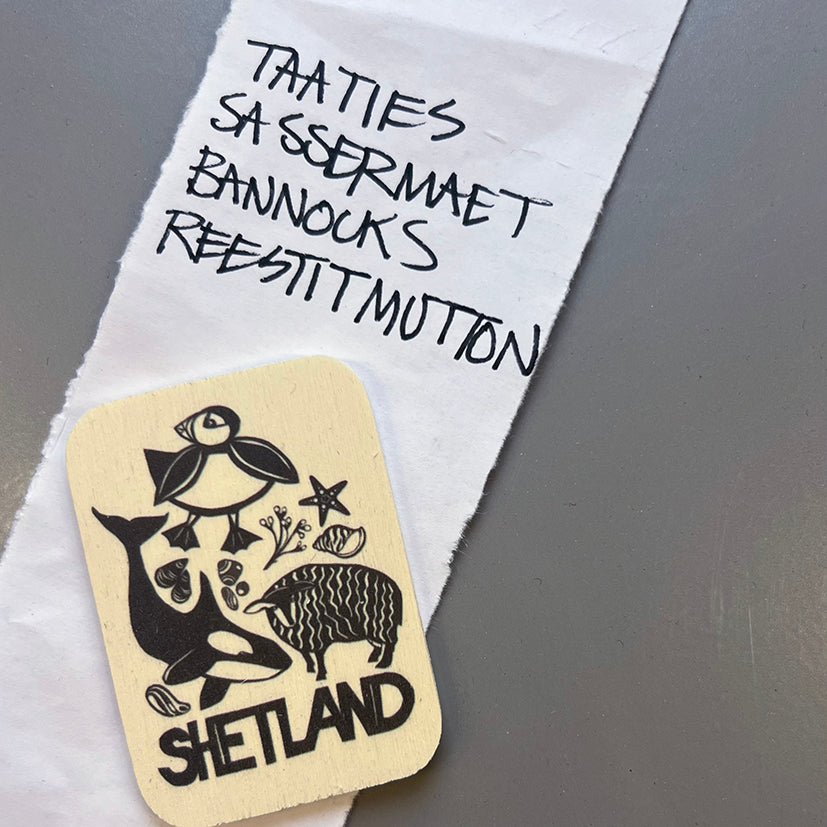 TAATIES
SASSERMAET
BANNOCKS
REESTIT MUTTON
SHETLAND